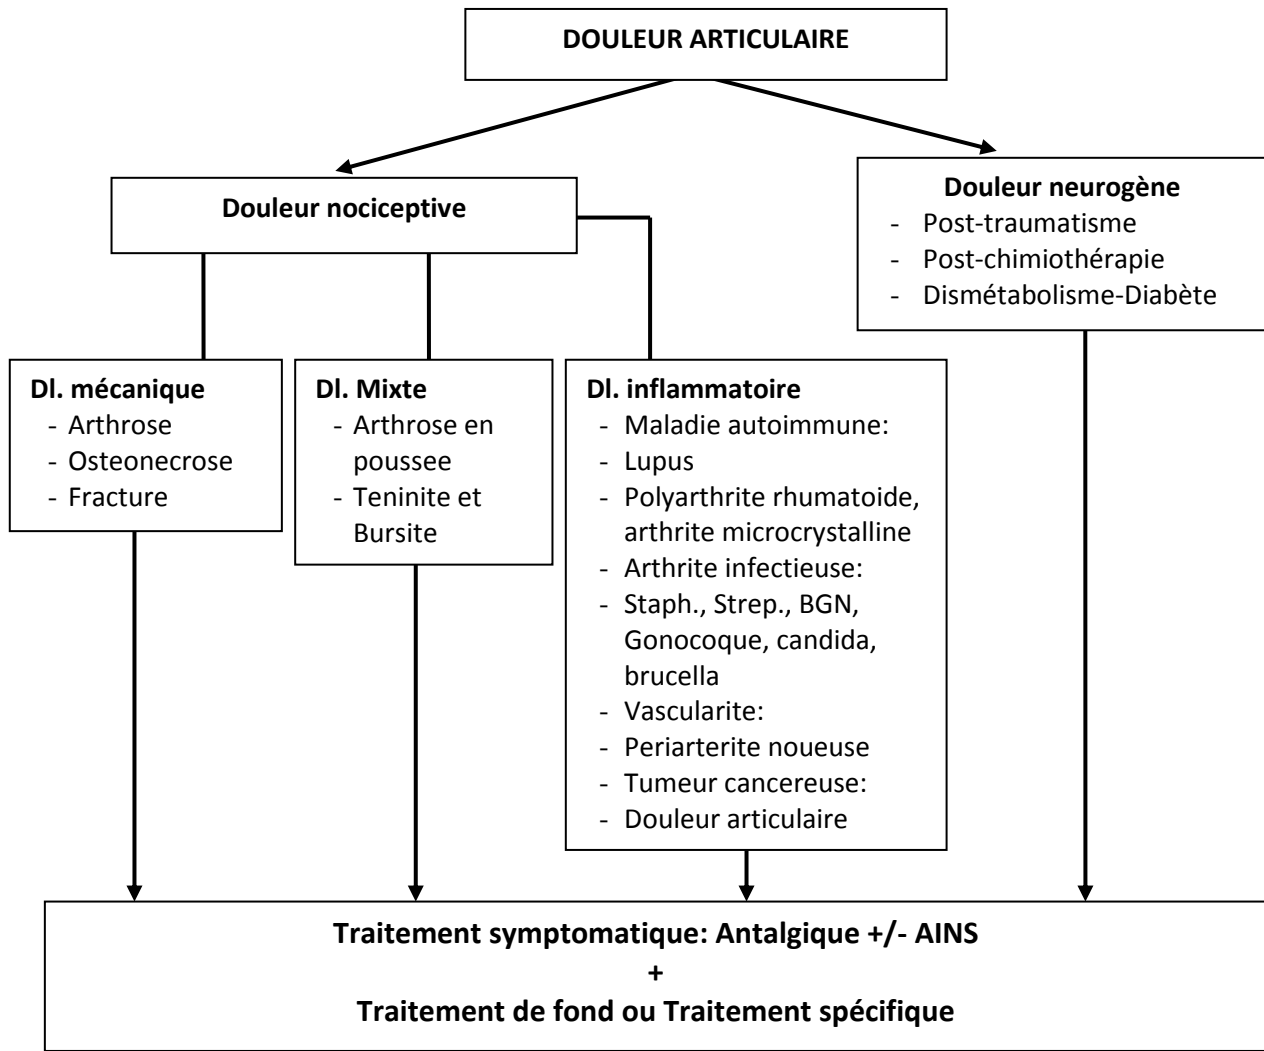 DOULEUR ARTICULAIRE
Douleur nociceptive
Douleur neurogène
- Post-traumatisme
- Post-chimiothérapie
- Dismétabolisme-Diabète
Dl. mécanique
- Arthrose
- Osteonecrose
- Fracture
Dl. Mixte
- Arthrose en
poussee
- Teninite et
Bursite
Dl. inflammatoire
- Maladie autoimmune:
- Lupus
- Polyarthrite rhumatoide,
arthrite microcrystalline
- Arthrite infectieuse:
- Staph., Strep., BGN,
Gonocoque, candida,
brucella
- Vascularite:
- Periarterite noueuse
- Tumeur cancereuse:
- Douleur articulaire
Traitement symptomatique: Antalgique +/- AINS
+
Traitement de fond ou Traitement spécifique